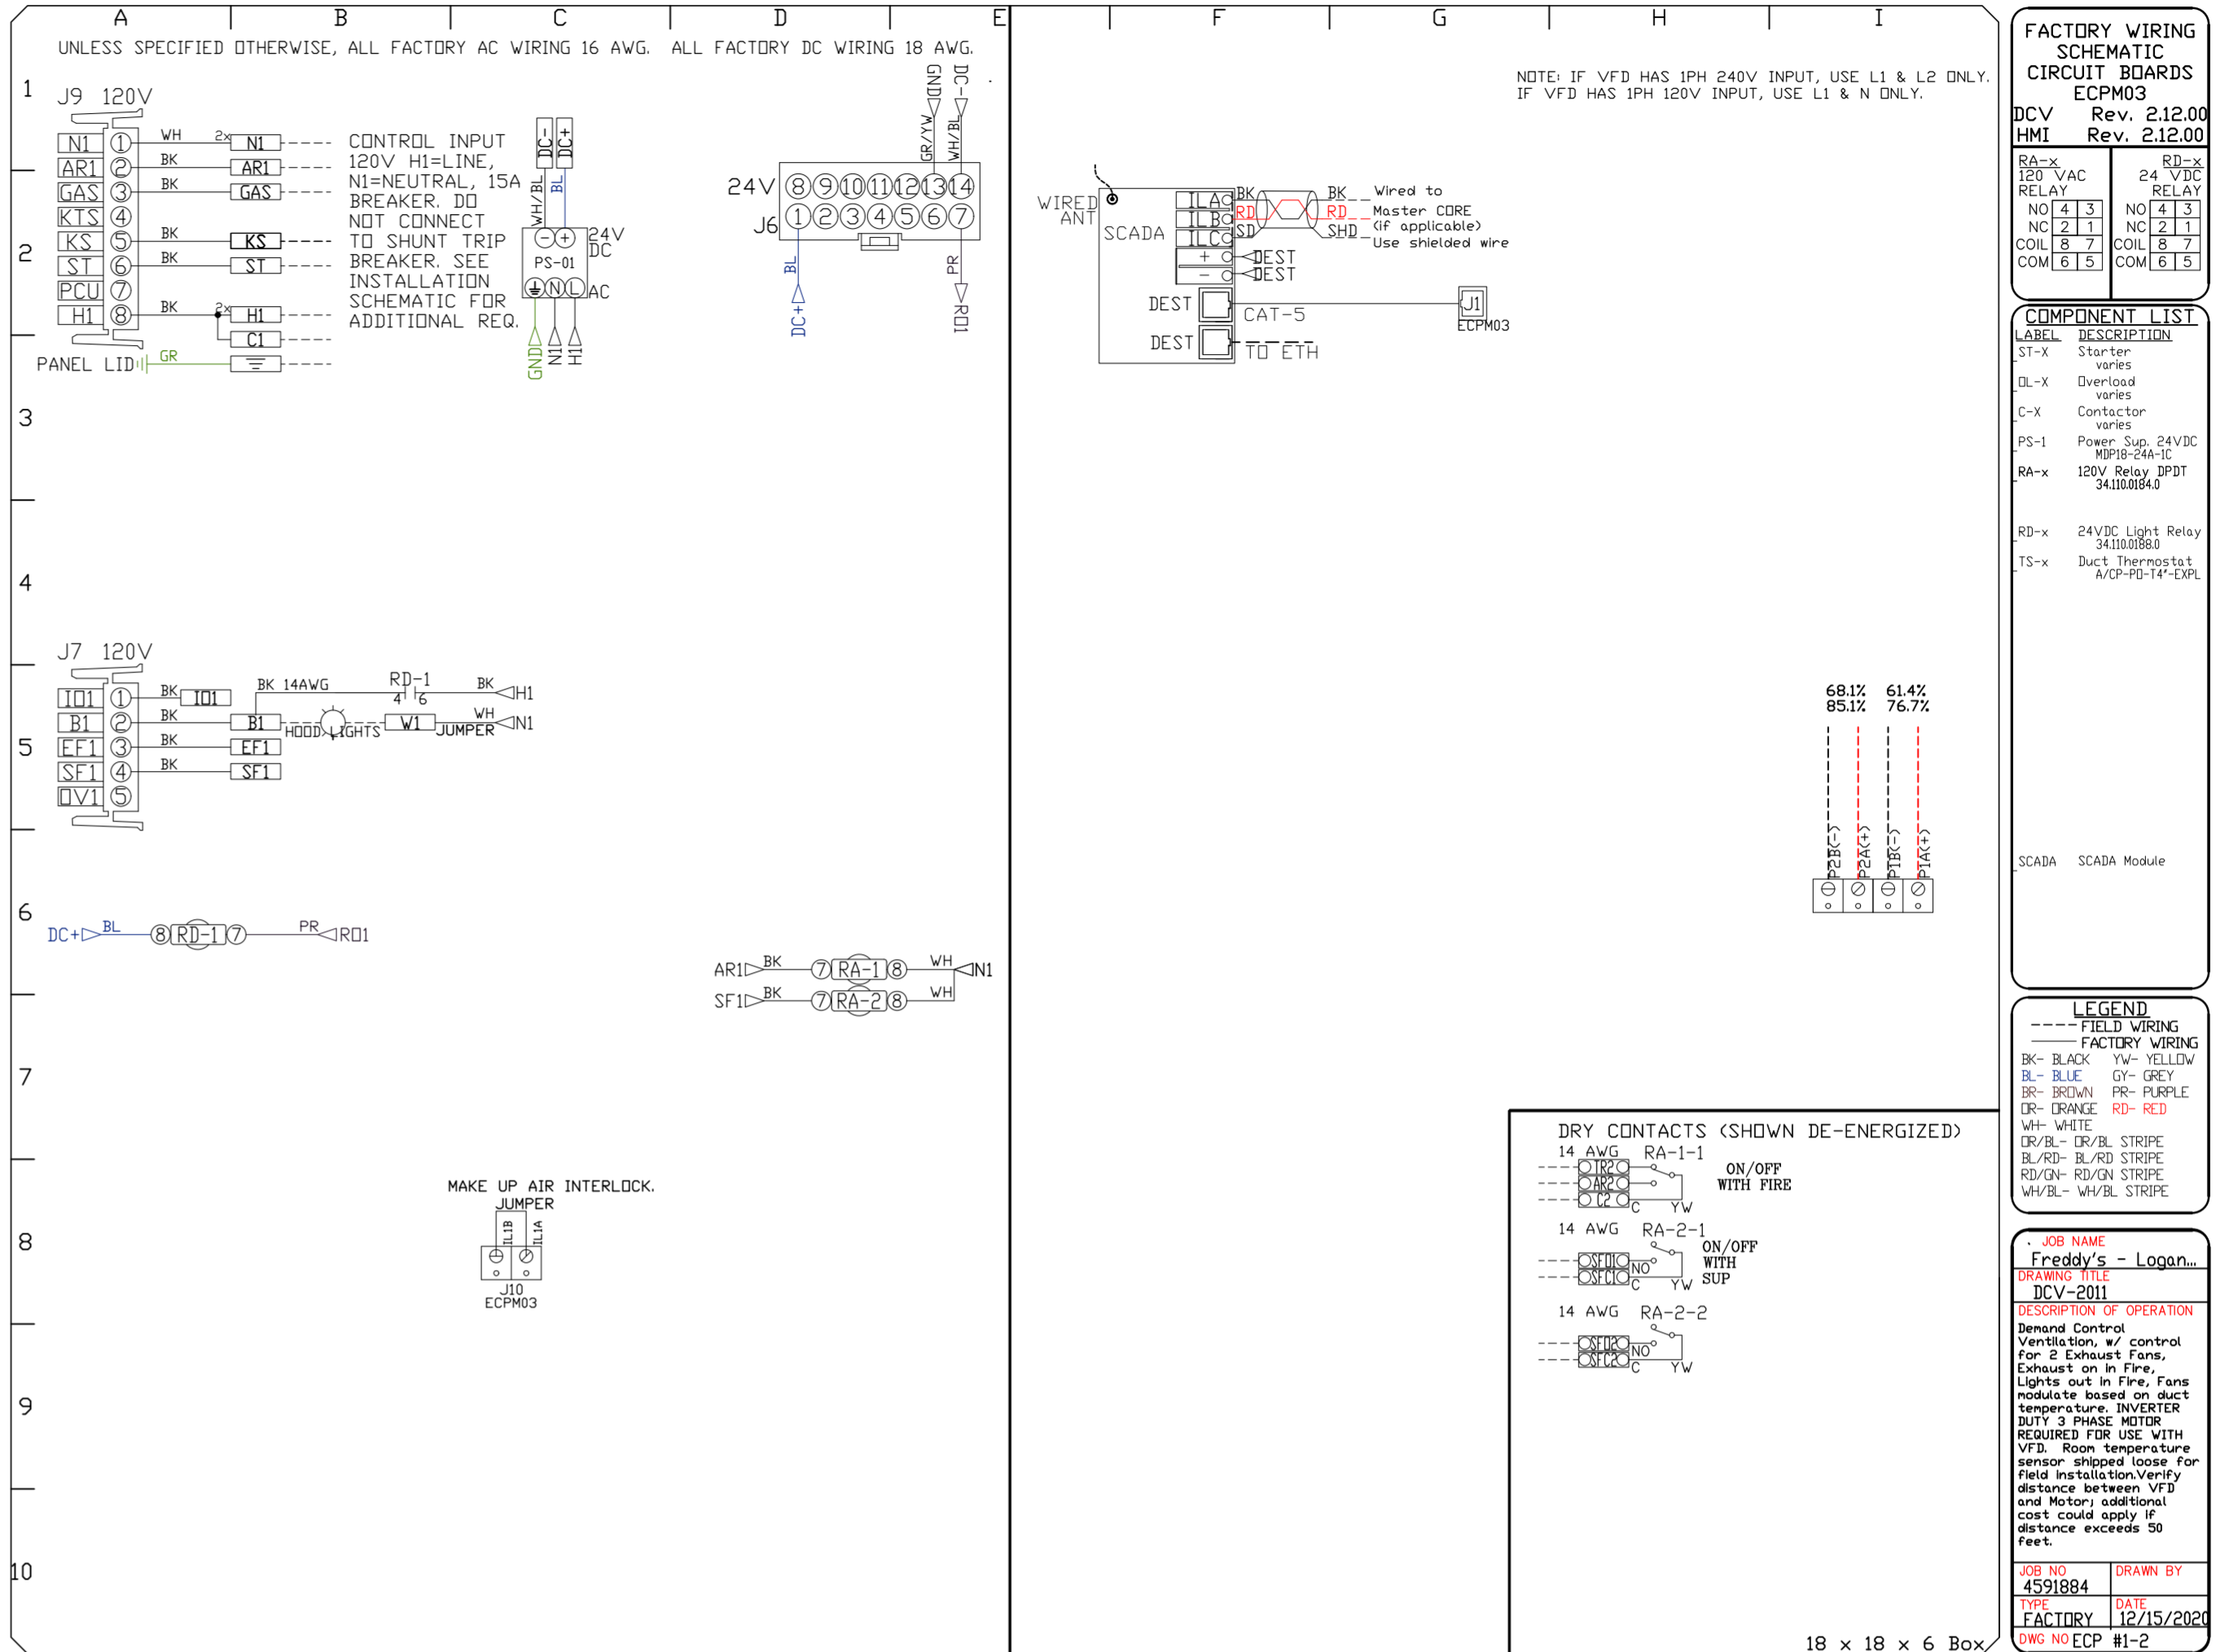 A B C D E F G H I
UNLESS SPECIFIED OTHERWISE, ALL FACTORY AC WIRING 16 AWG. ALL FACTORY DC WIRING 18 AWG.
1
2
3
4
5
6
7
8
9
10
J9 120V
N1 1 WH 2x N1
AR1 2 BK AR1
GAS 3 BK GAS
KTS 4
KS 5 BK KS
ST 6 BK ST
PCU 7
H1 8 BK 2x H1
C1
PANEL LID GR
CONTROL INPUT
120V H1=LINE,
N1=NEUTRAL, 15A
BREAKER. DO
NOT CONNECT
TO SHUNT TRIP
BREAKER. SEE
INSTALLATION
SCHEMATIC FOR
ADDITIONAL REQ.
DC- DC+
WH/BL BL
- + 24V
DC
PS-01
N L AC
GND N1 H1
GND DC-
GR/YW WH/BL
24V 8 9 10 11 12 13 14
J6 1 2 3 4 5 6 7
BL PR
DC+ RO1
J7 120V
IO1 1 BK IO1
B1 2 BK B1
EF1 3 BK EF1
SF1 4 BK SF1
OV1 5
BK 14AWG RD-1 BK H1
4 6
HOOD LIGHTS W1 JUMPER WH N1
DC+ BL 8 RD-1 7 PR RO1
AR1 BK 7 RA-1 8 WH N1
SF1 BK 7 RA-2 8 WH
MAKE UP AIR INTERLOCK.
JUMPER
IL1B IL1A
J10
ECPM03
NOTE: IF VFD HAS 1PH 240V INPUT, USE L1 & L2 ONLY.
IF VFD HAS 1PH 120V INPUT, USE L1 & N ONLY.
WIRED
ANT
SCADA
ILA BK BK Wired to
ILB RD RD Master CORE
ILC SD SHD (if applicable)
Use shielded wire
+ DEST
- DEST
DEST CAT-5 J1
ECPM03
DEST TO ETH
68.1% 61.4%
85.1% 76.7%
P2B(-) P2A(+) P1B(-) P1A(+)
DRY CONTACTS (SHOWN DE-ENERGIZED)
14 AWG RA-1-1
TR2
AR2
C2 C YW
ON/OFF
WITH FIRE
14 AWG RA-2-1
SFO1 NO
SFC1 C YW
ON/OFF
WITH
SUP
14 AWG RA-2-2
SFO2 NO
SFC2 C YW
18 x 18 x 6 Box
FACTORY WIRING
SCHEMATIC
CIRCUIT BOARDS
ECPM03
DCV Rev. 2.12.00
HMI Rev. 2.12.00
RA-x RD-x
120 VAC 24 VDC
RELAY RELAY
NO 4 3 NO 4 3
NC 2 1 NC 2 1
COIL 8 7 COIL 8 7
COM 6 5 COM 6 5
COMPONENT LIST
LABEL DESCRIPTION
ST-X Starter
varies
OL-X Overload
varies
C-X Contactor
varies
PS-1 Power Sup. 24VDC
MDP18-24A-1C
RA-x 120V Relay DPDT
34.110.0184.0
RD-x 24VDC Light Relay
34.110.0188.0
TS-x Duct Thermostat
A/CP-PO-T4"-EXPL
SCADA SCADA Module
LEGEND
FIELD WIRING
FACTORY WIRING
BK- BLACK YW- YELLOW
BL- BLUE GY- GREY
BR- BROWN PR- PURPLE
OR- ORANGE RD- RED
WH- WHITE
OR/BL- OR/BL STRIPE
BL/RD- BL/RD STRIPE
RD/GN- RD/GN STRIPE
WH/BL- WH/BL STRIPE
JOB NAME
Freddy's - Logan...
DRAWING TITLE
DCV-2011
DESCRIPTION OF OPERATION
Demand Control
Ventilation, w/ control
for 2 Exhaust Fans,
Exhaust on in Fire,
Lights out in Fire, Fans
modulate based on duct
temperature. INVERTER
DUTY 3 PHASE MOTOR
REQUIRED FOR USE WITH
VFD. Room temperature
sensor shipped loose for
field installation.Verify
distance between VFD
and Motor; additional
cost could apply if
distance exceeds 50
feet.
JOB NO DRAWN BY
4591884
TYPE DATE
FACTORY 12/15/2020
DWG NO ECP #1-2